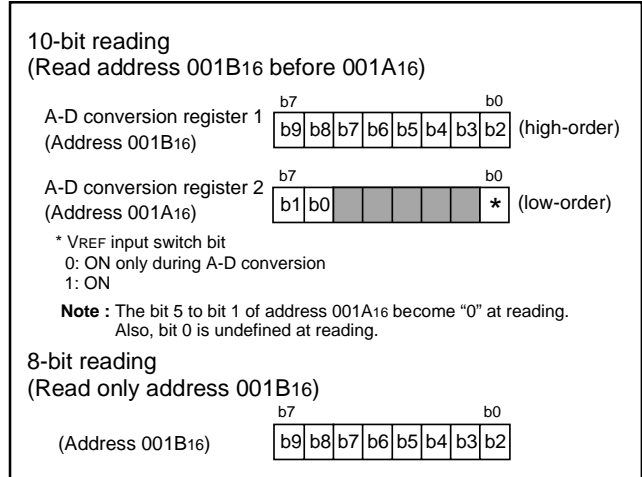 10-bit reading
(Read address 001B16 before 001A16)
b7 b0
A-D conversion register 1 b9 b8 b7 b6 b5 b4 b3 b2 (high-order)
(Address 001B16)
b7 b0
A-D conversion register 2 b1 b0 * (low-order)
(Address 001A16)
* VREF input switch bit
0: ON only during A-D conversion
1: ON
Note : The bit 5 to bit 1 of address 001A16 become “0” at reading.
Also, bit 0 is undefined at reading.
8-bit reading
(Read only address 001B16)
b7 b0
(Address 001B16) b9 b8 b7 b6 b5 b4 b3 b2